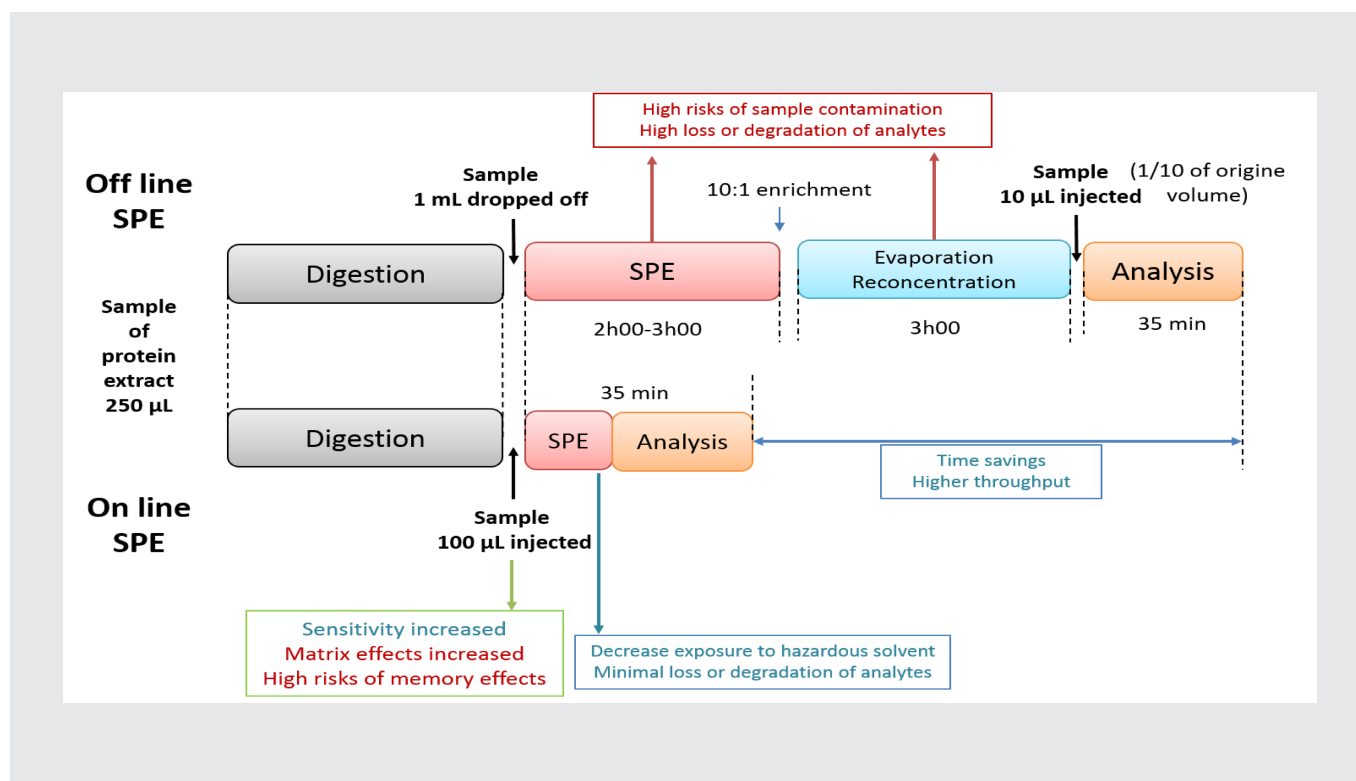 High risks of sample contamination
High loss or degradation of analytes
Off line
SPE
Sample
1 mL dropped off
10:1 enrichment
Sample
10 µL injected
(1/10 of origine
volume)
Digestion
SPE
Evaporation
Reconcentration
Analysis
2h00-3h00
3h00
35 min
Sample
of
protein
extract
250 µL
35 min
Digestion
SPE
Analysis
Time savings
Higher throughput
On line
SPE
Sample
100 µL injected
Sensitivity increased
Matrix effects increased
High risks of memory effects
Decrease exposure to hazardous solvent
Minimal loss or degradation of analytes